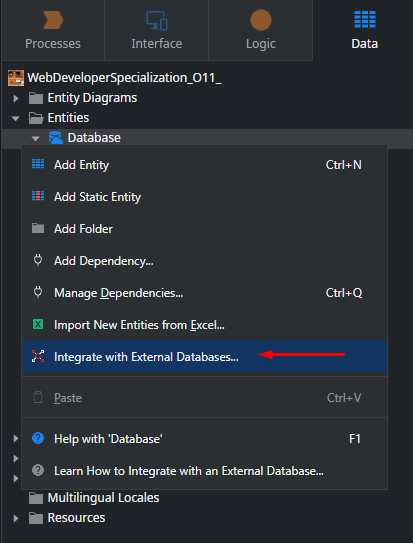 Processes
Interface
Logic
Data
WebDeveloperSpecialization_O11_
Entity Diagrams
Entities
Database
Add Entity Ctrl+N
Add Static Entity
Add Folder
Add Dependency...
Manage Dependencies... Ctrl+Q
Import New Entities from Excel...
Integrate with External Databases...
Paste Ctrl+V
Help with 'Database' F1
Learn How to Integrate with an External Database...
Multilingual Locales
Resources